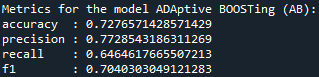 Metrics for the model ADAptive BOOSTing (AB):
accuracy  : 0.7276571428571429
precision : 0.7728543186311269
recall    : 0.6464617665507213
f1        : 0.7040303049121283